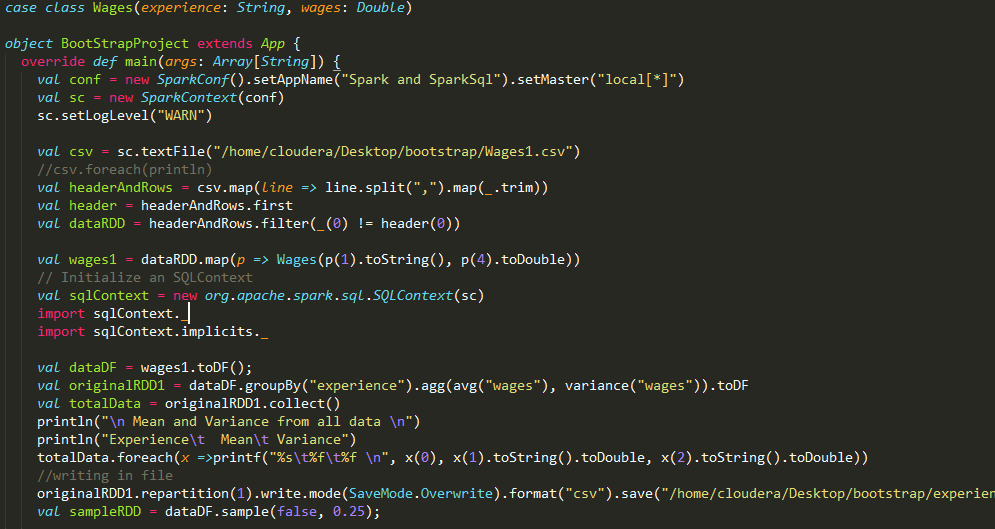 case class Wages(experience: String, wages: Double)
object BootStrapProject extends App {
override def main(args: Array[String]) {
val conf = new SparkConf().setAppName("Spark and SparkSql").setMaster("local[*]")
val sc = new SparkContext(conf)
sc.setLogLevel("WARN")
val csv = sc.textFile("/home/cloudera/Desktop/bootstrap/Wages1.csv")
//csv.foreach(println)
val headerAndRows = csv.map(line => line.split(",").map(_.trim))
val header = headerAndRows.first
val dataRDD = headerAndRows.filter(_(0) != header(0))
val wages1 = dataRDD.map(p => Wages(p(1).toString(), p(4).toDouble))
// Initialize an SQLContext
val sqlContext = new org.apache.spark.sql.SQLContext(sc)
import sqlContext._
import sqlContext.implicits._
val dataDF = wages1.toDF();
val originalRDD1 = dataDF.groupBy("experience").agg(avg("wages"), variance("wages")).toDF
val totalData = originalRDD1.collect()
println("\n Mean and Variance from all data \n")
println("Experience\t  Mean\t Variance")
totalData.foreach(x =>printf("%s\t%f\t%f \n", x(0), x(1).toString().toDouble, x(2).toString().toDouble))
//writing in file
originalRDD1.repartition(1).write.mode(SaveMode.Overwrite).format("csv").save("/home/cloudera/Desktop/bootstrap/experien
val sampleRDD = dataDF.sample(false, 0.25);